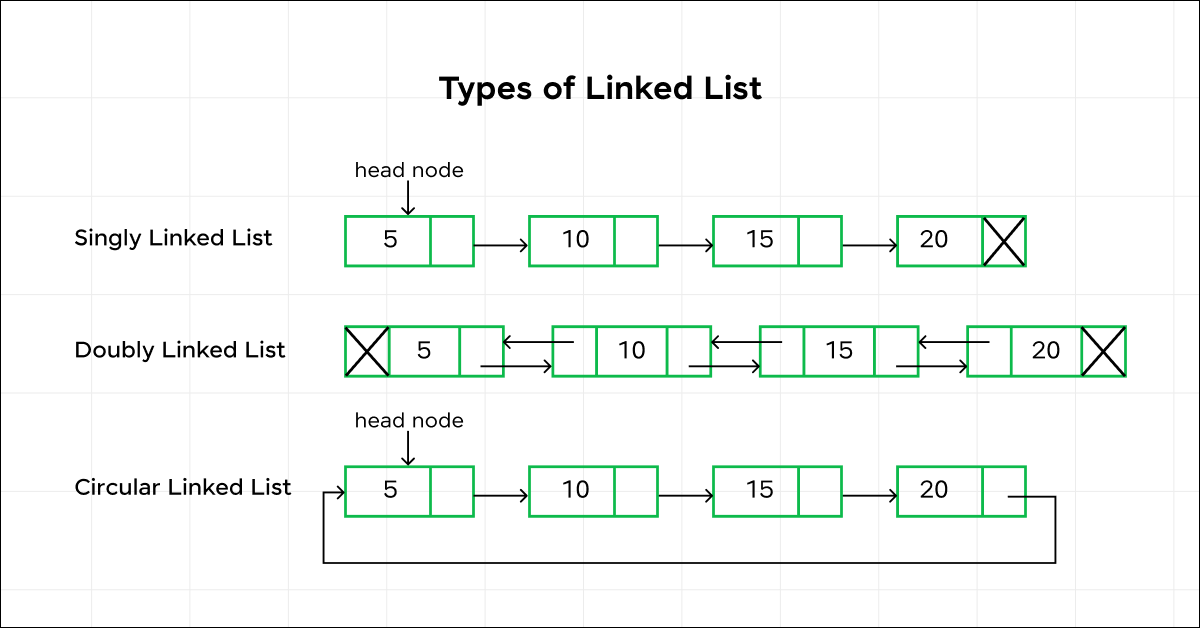 Types of Linked List
head node
Singly Linked List 5 10 15 20
Doubly Linked List 5 10 15 20
head node
Circular Linked List 5 10 15 20